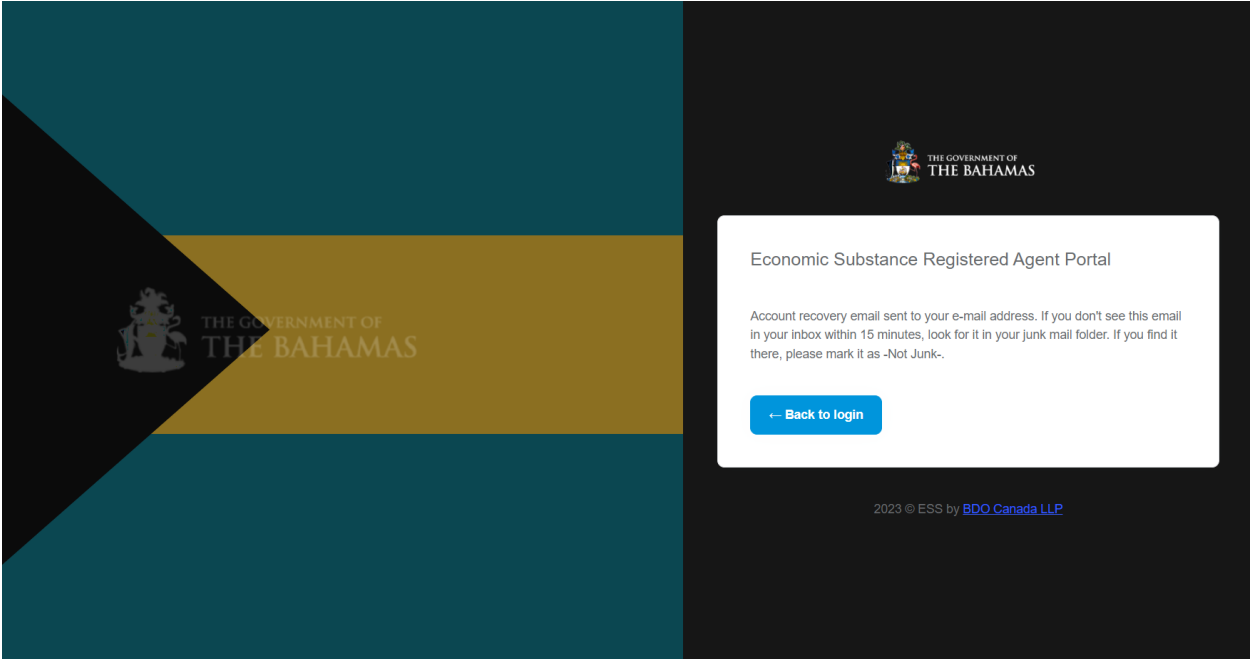 THE GOVERNMENT OF
THE BAHAMAS
THE GOVERNMENT OF
THE BAHAMAS
Economic Substance Registered Agent Portal
Account recovery email sent to your e-mail address. If you don't see this email
in your inbox within 15 minutes, look for it in your junk mail folder. If you find it
there, please mark it as -Not Junk-.
← Back to login
2023 © ESS by BDO Canada LLP